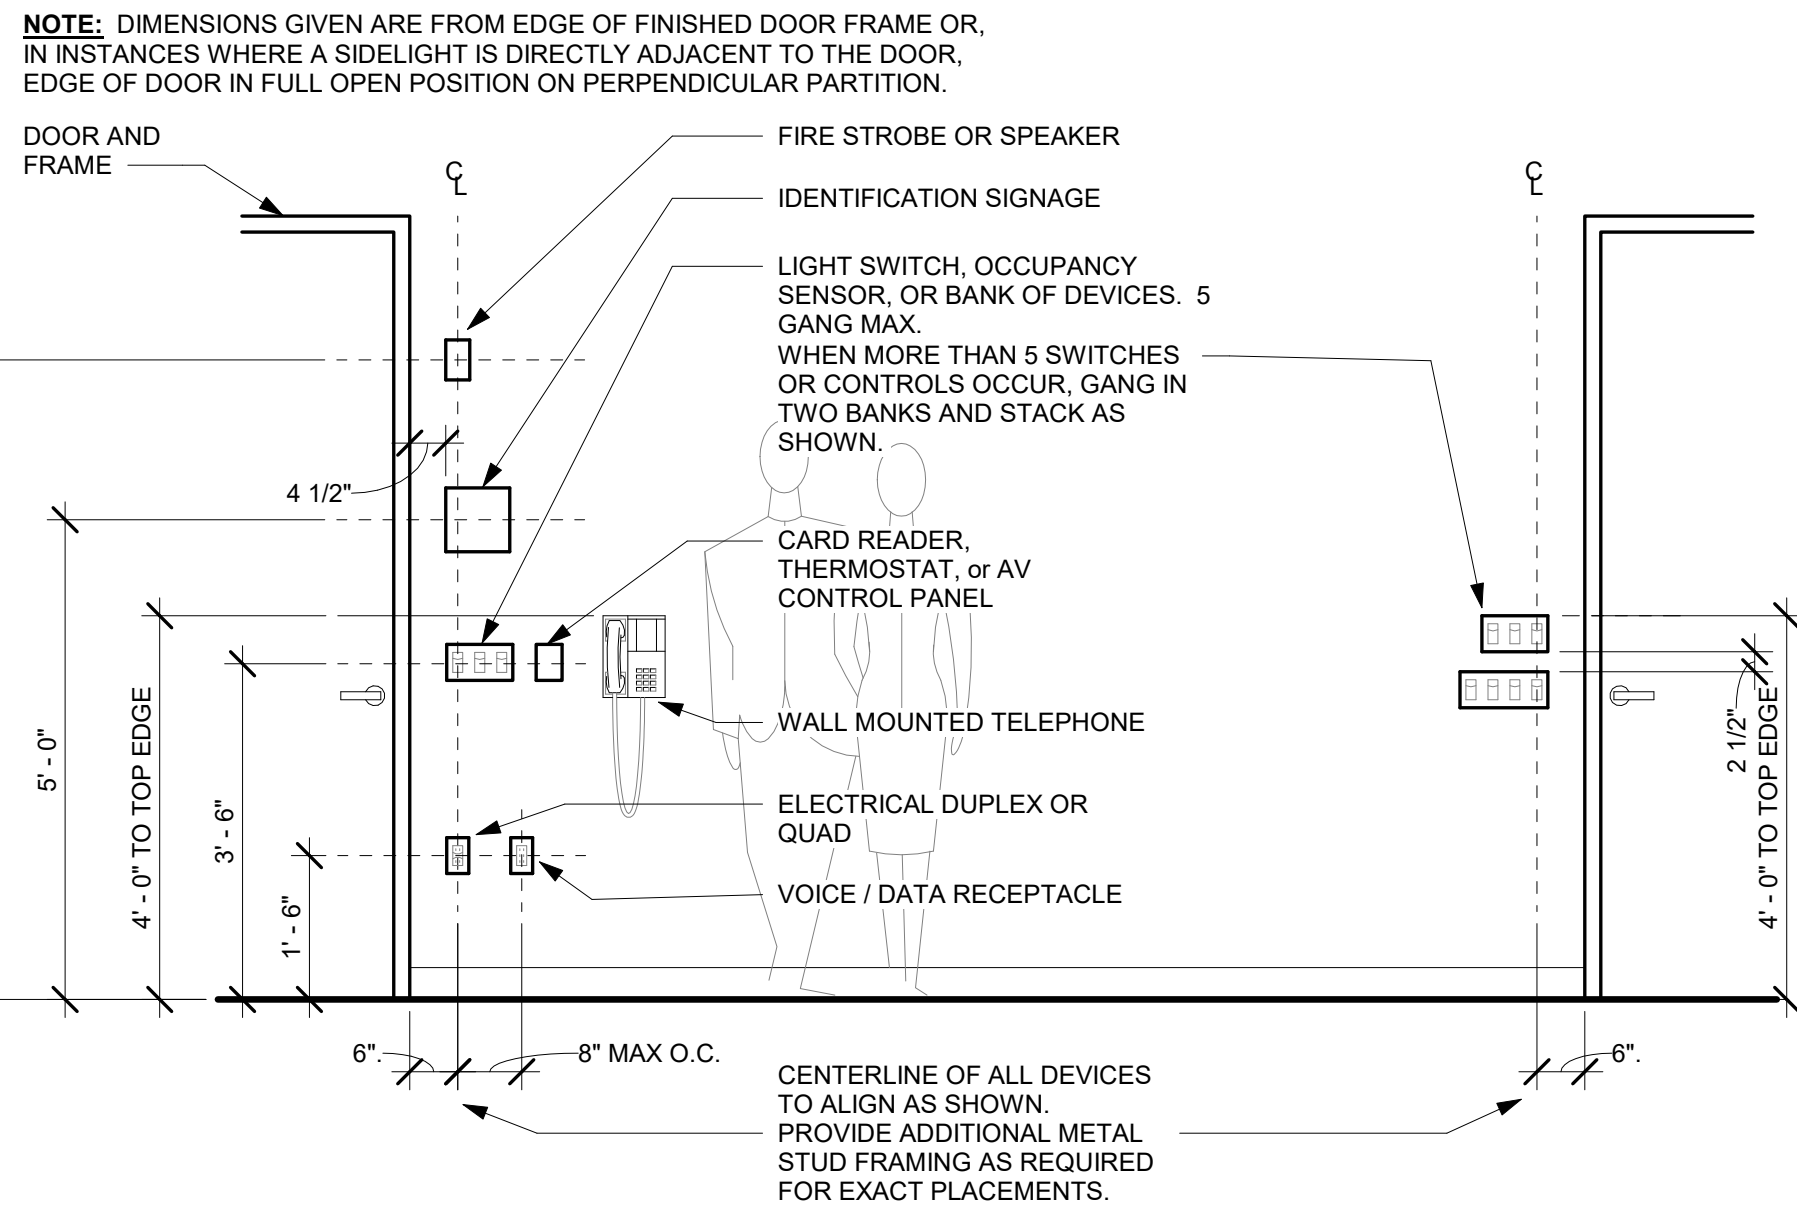 NOTE: DIMENSIONS GIVEN ARE FROM EDGE OF FINISHED DOOR FRAME OR,
IN INSTANCES WHERE A SIDELIGHT IS DIRECTLY ADJACENT TO THE DOOR,
EDGE OF DOOR IN FULL OPEN POSITION ON PERPENDICULAR PARTITION.
DOOR AND
FRAME
CL
FIRE STROBE OR SPEAKER
IDENTIFICATION SIGNAGE
LIGHT SWITCH, OCCUPANCY
SENSOR, OR BANK OF DEVICES. 5
GANG MAX.
WHEN MORE THAN 5 SWITCHES
OR CONTROLS OCCUR, GANG IN
TWO BANKS AND STACK AS
SHOWN.
CL
4 1/2"
CARD READER,
THERMOSTAT, or AV
CONTROL PANEL
WALL MOUNTED TELEPHONE
ELECTRICAL DUPLEX OR
QUAD
VOICE / DATA RECEPTACLE
5' - 0"
4' - 0" TO TOP EDGE
3' - 6"
1' - 6"
2 1/2"
4' - 0" TO TOP EDGE
6".
8" MAX O.C.
6".
CENTERLINE OF ALL DEVICES
TO ALIGN AS SHOWN.
PROVIDE ADDITIONAL METAL
STUD FRAMING AS REQUIRED
FOR EXACT PLACEMENTS.